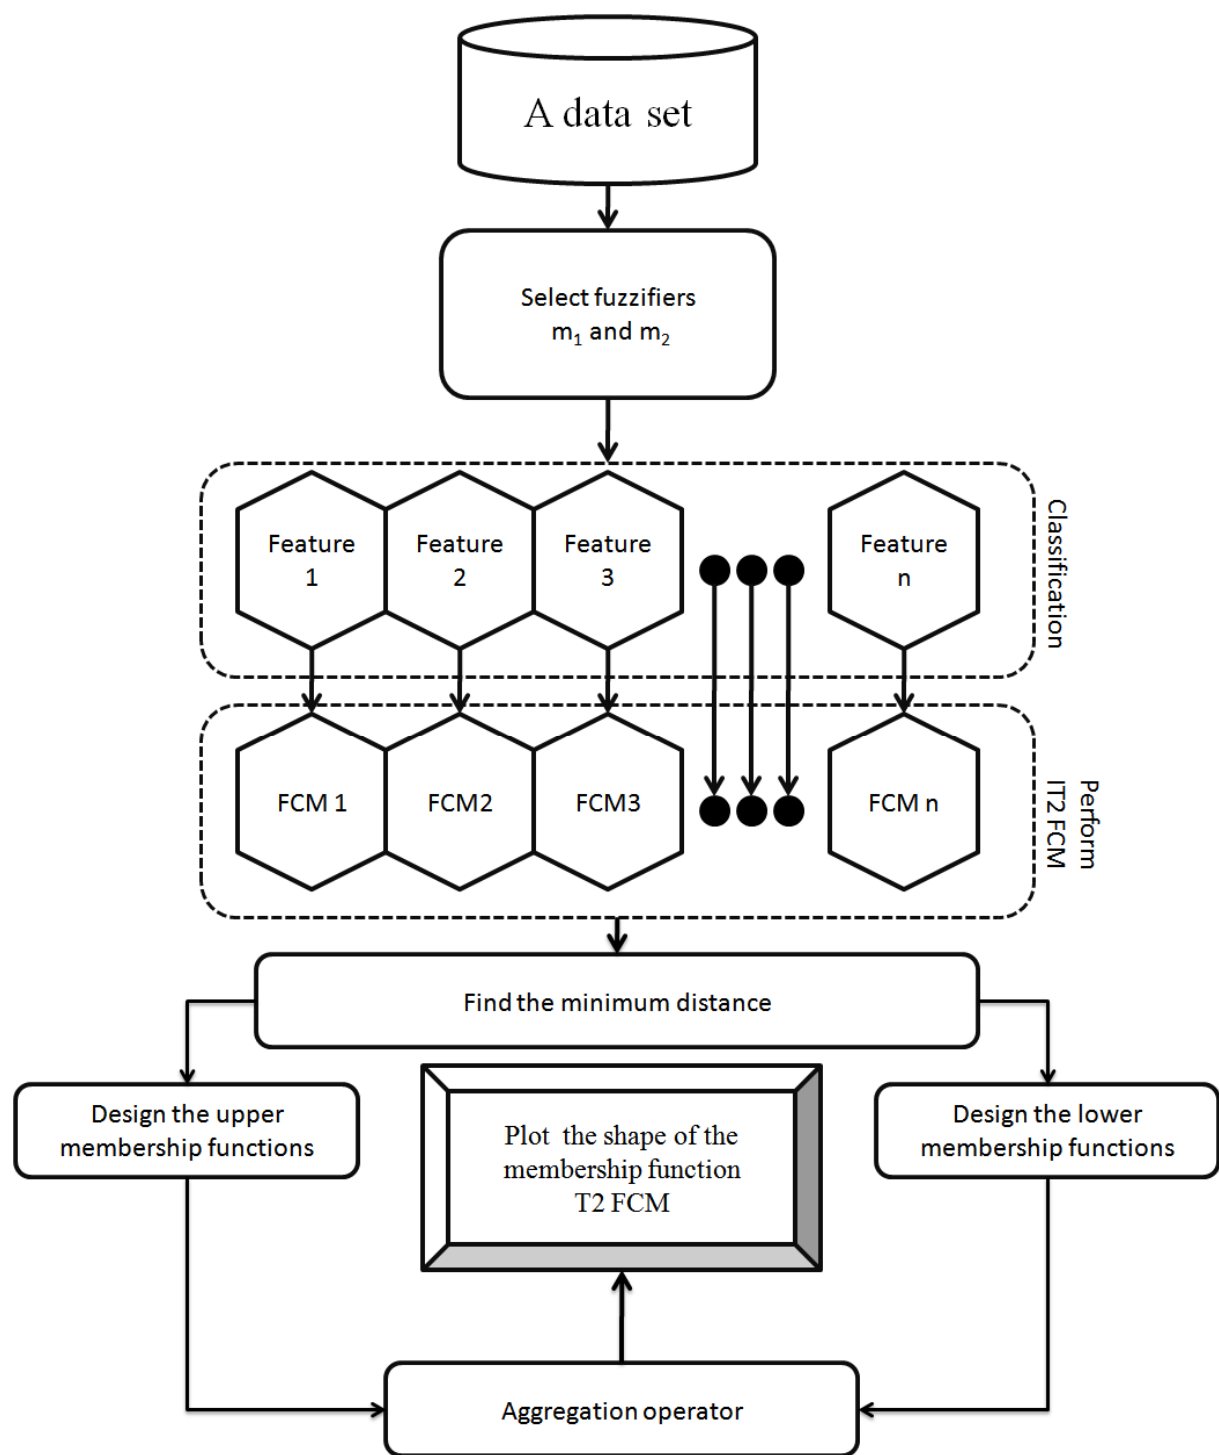 A data set
Select fuzzifiers
m₁ and m₂
Feature
1
Feature
2
Feature
3
Feature
n
Classification
FCM 1
FCM2
FCM3
FCM n
Perform
IT2 FCM
Find the minimum distance
Design the upper
membership functions
Plot the shape of the
membership function
T2 FCM
Design the lower
membership functions
Aggregation operator